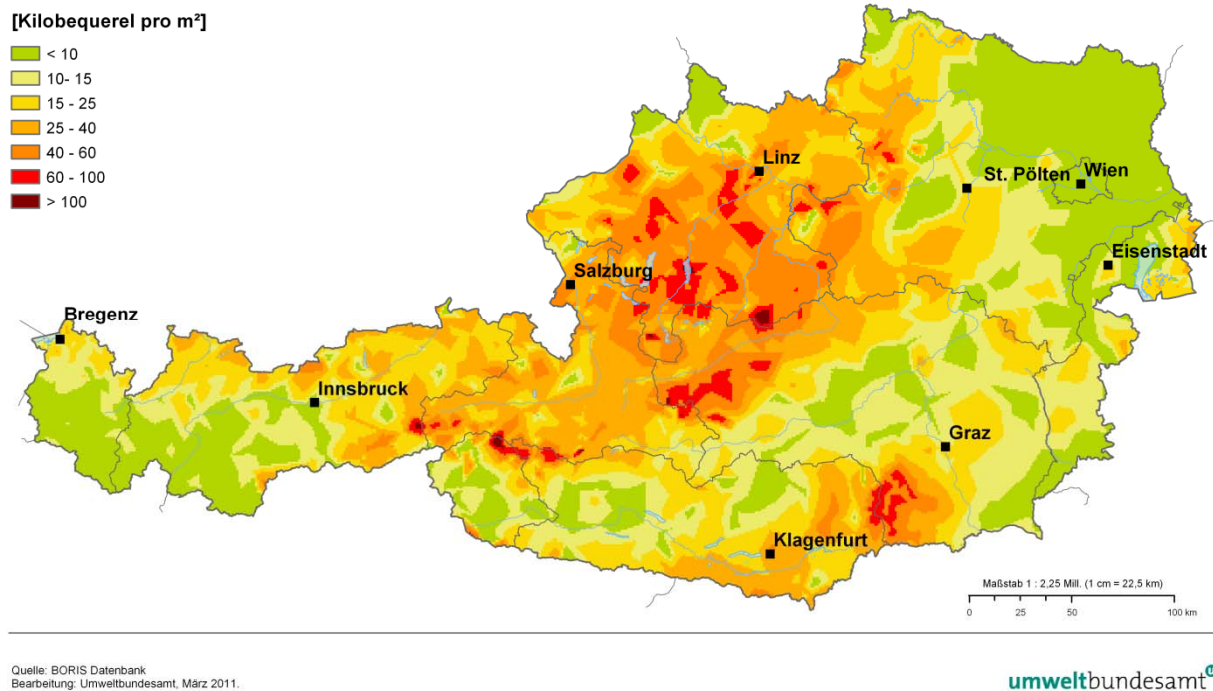 [Kilobequerel pro m²]
< 10
10- 15
15 - 25
25 - 40
40 - 60
60 - 100
> 100
Linz
St. Pölten
Wien
Eisenstadt
Salzburg
Bregenz
Innsbruck
Graz
Klagenfurt
Maßstab 1 : 2,25 Mill. (1 cm = 22,5 km)
0 25 50 100 km
Quelle: BORIS Datenbank
Bearbeitung: Umweltbundesamt, März 2011.
umweltbundesamt